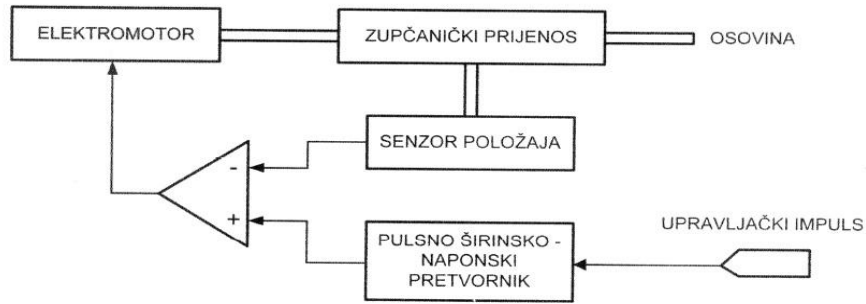 ELEKTROMOTOR
ZUPČANIČKI PRIJENOS
OSOVINA
SENZOR POLOŽAJA
-
+
PULSNO ŠIRINSKO -
NAPONSKI
PRETVORNIK
UPRAVLJAČKI IMPULS